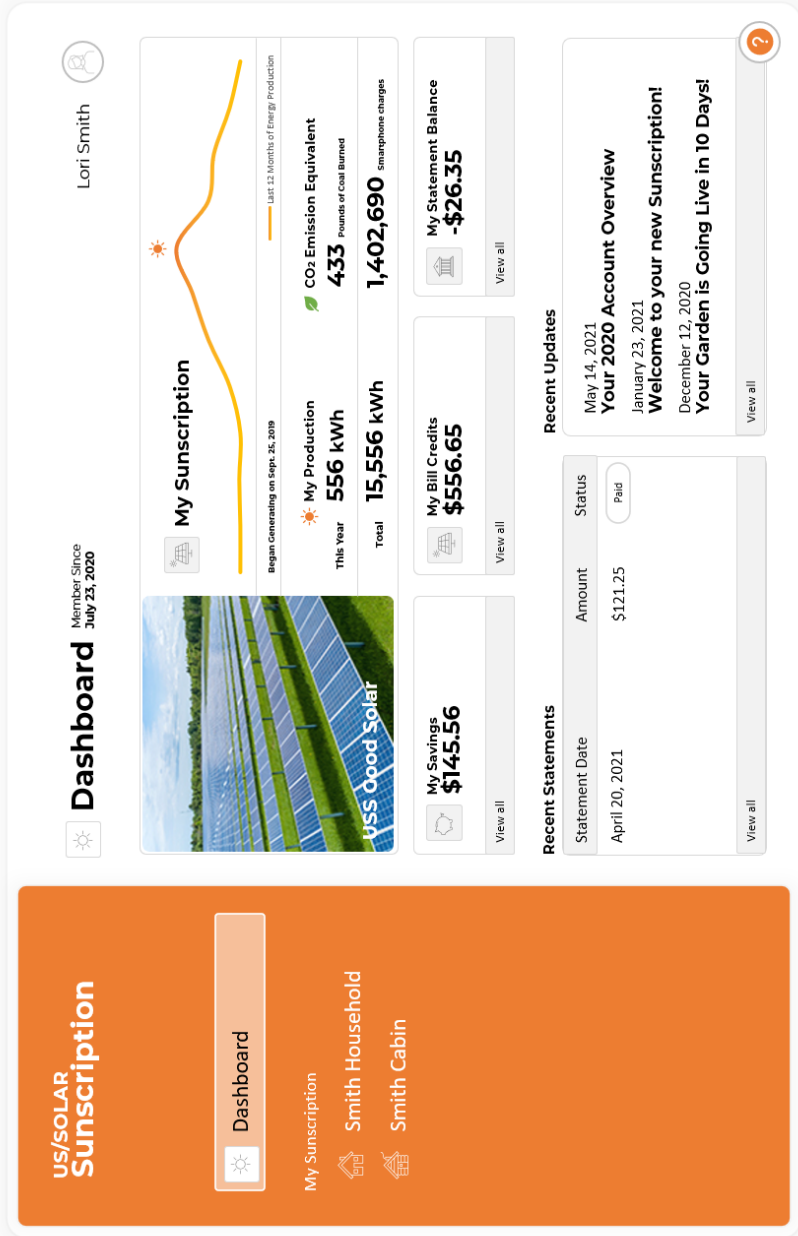 US/SOLAR
Sunscription
Dashboard
My Sunscription
Smith Household
Smith Cabin
Dashboard
Member Since
July 23, 2020
Lori Smith
USS Good Solar
My Sunscription
Began Generating on Sept. 25, 2019
Last 12 Months of Energy Production
My Production
CO₂ Emission Equivalent
This Year 556 kWh
433 Pounds of Coal Burned
Total 15,556 kWh
1,402,690 Smartphone charges
My Savings
$145.56
View all
My Bill Credits
$556.65
View all
My Statement Balance
-$26.35
View all
Recent Statements
Statement Date Amount Status
April 20, 2021 $121.25 Paid
View all
Recent Updates
May 14, 2021
Your 2020 Account Overview
January 23, 2021
Welcome to your new Sunscription!
December 12, 2020
Your Garden is Going Live in 10 Days!
View all
?